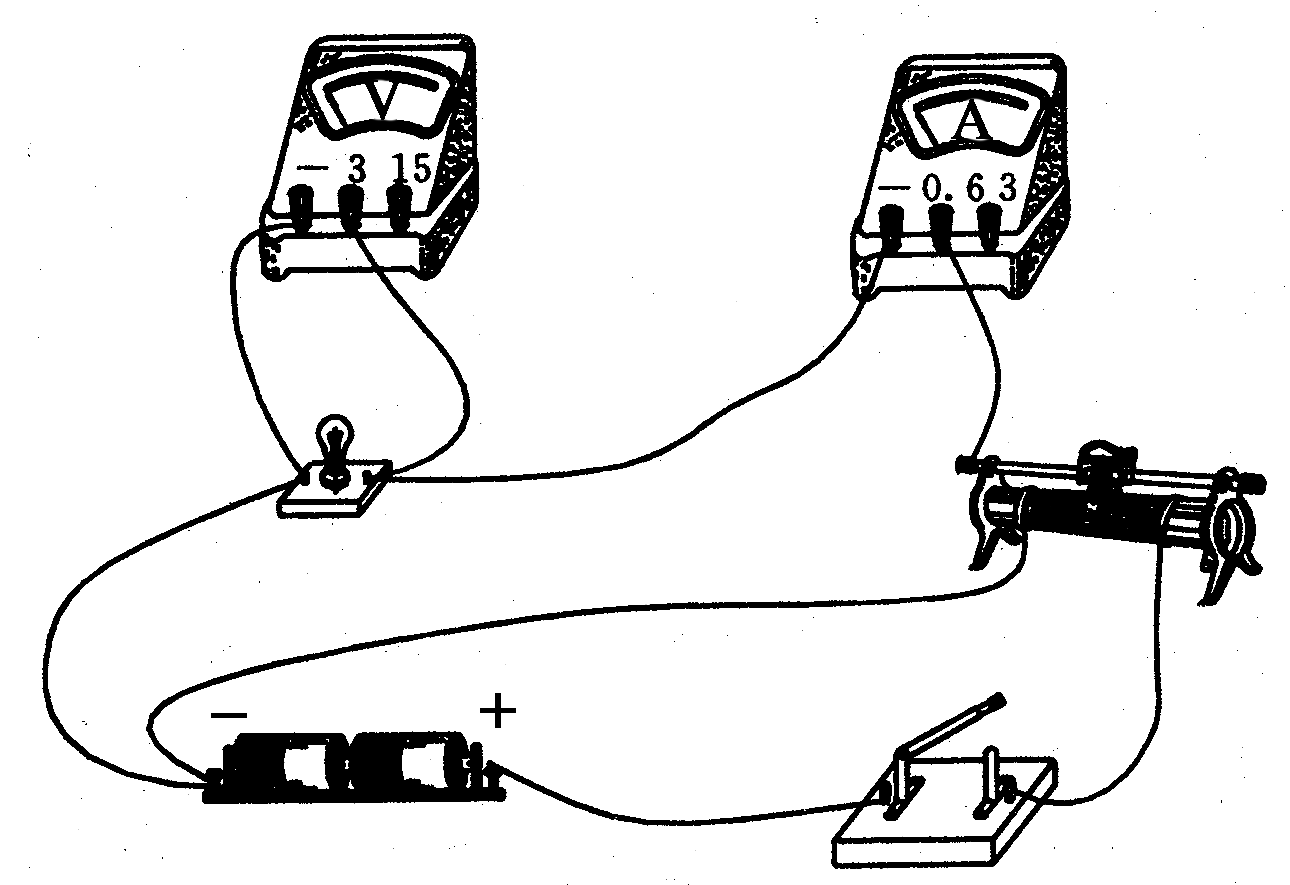 V
— 3 15
A
— 0.6 3
— +